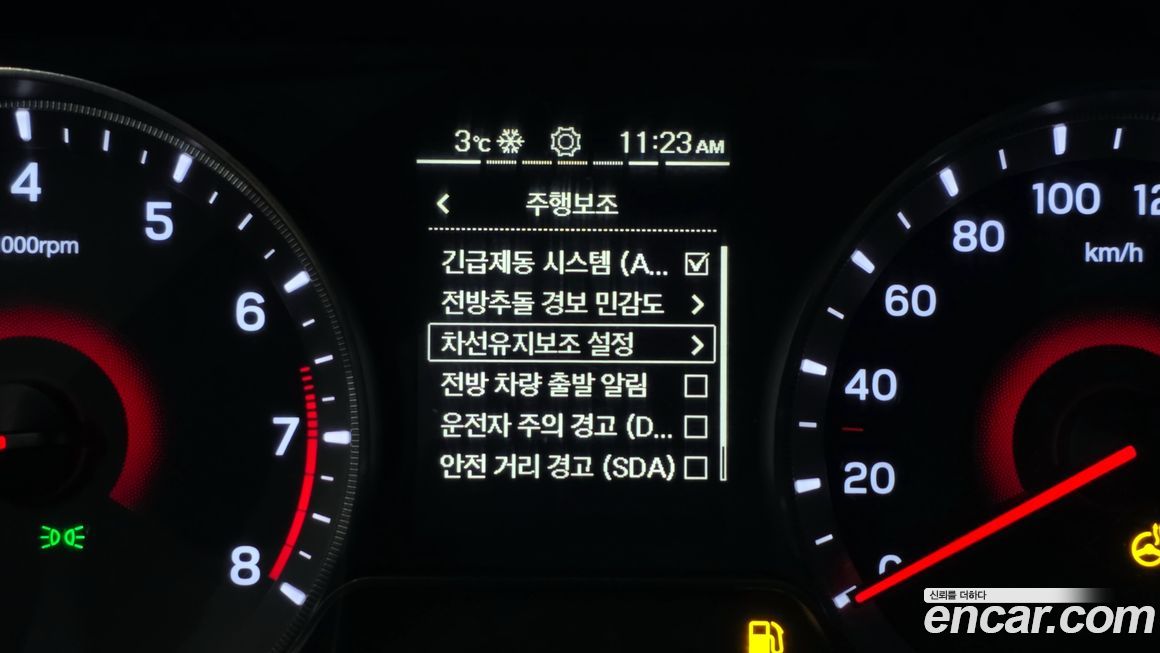 3℃ 11:23AM
주행보조
긴급제동 시스템 (A...
전방추돌 경보 민감도
차선유지보조 설정
전방 차량 출발 알림
운전자 주의 경고 (D...
안전 거리 경고 (SDA)
4
5
000rpm
6
7
8
0
20
40
60
80
100
12
km/h
신뢰를 더하다
encar.com